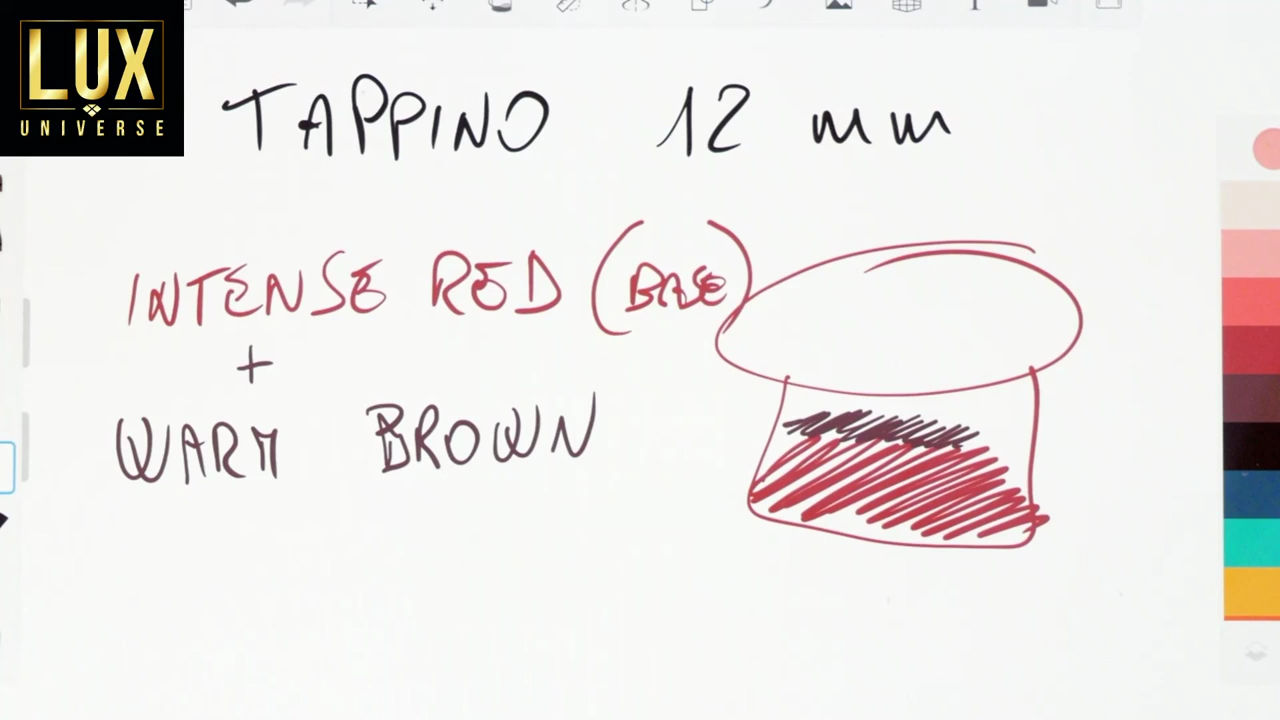 LUX
UNIVERSE
TAPPINO 12 mm
INTENSE RED (BASE)
+
WARM BROWN